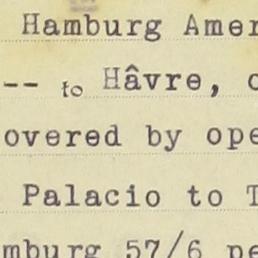 Hamburg Amer
-- to Hâvre, c
overed by ope
Palacio to T
mburg 57/6 pe